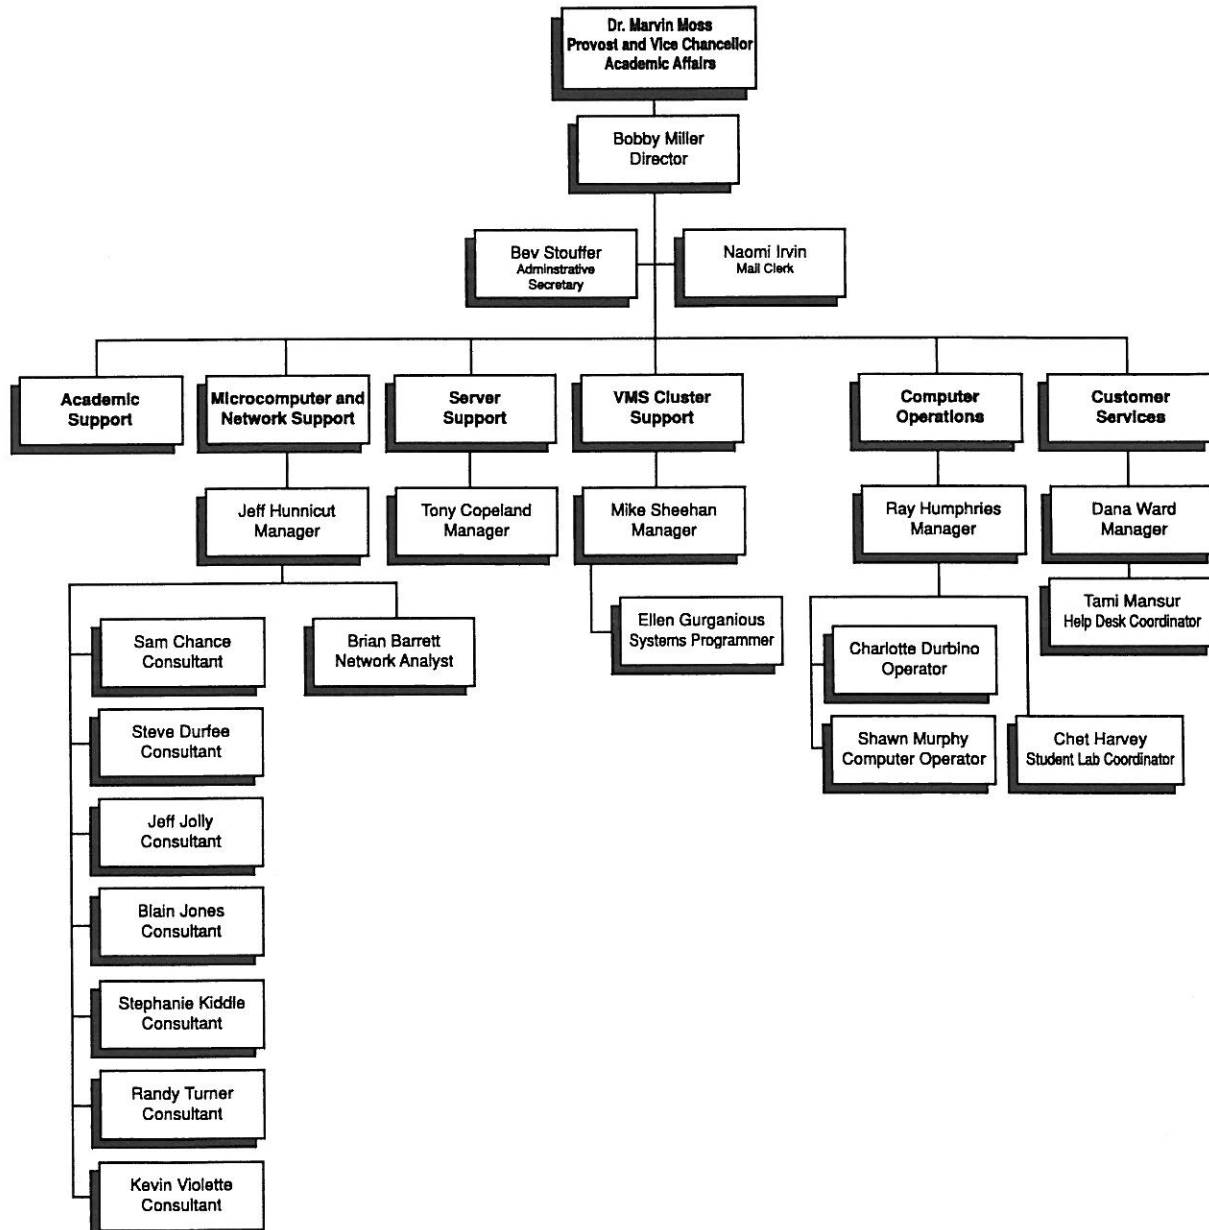 Dr. Marvin Moss
Provost and Vice Chancellor
Academic Affairs
Bobby Miller
Director
Bev Stouffer
Adminstrative
Secretary
Naomi Irvin
Mail Clerk
Academic
Support
Microcomputer and
Network Support
Server
Support
VMS Cluster
Support
Computer
Operations
Customer
Services
Jeff Hunnicut
Manager
Tony Copeland
Manager
Mike Sheehan
Manager
Ray Humphries
Manager
Dana Ward
Manager
Sam Chance
Consultant
Brian Barrett
Network Analyst
Ellen Gurganious
Systems Programmer
Charlotte Durbino
Operator
Tami Mansur
Help Desk Coordinator
Steve Durfee
Consultant
Shawn Murphy
Computer Operator
Chet Harvey
Student Lab Coordinator
Jeff Jolly
Consultant
Blain Jones
Consultant
Stephanie Kiddle
Consultant
Randy Turner
Consultant
Kevin Violette
Consultant